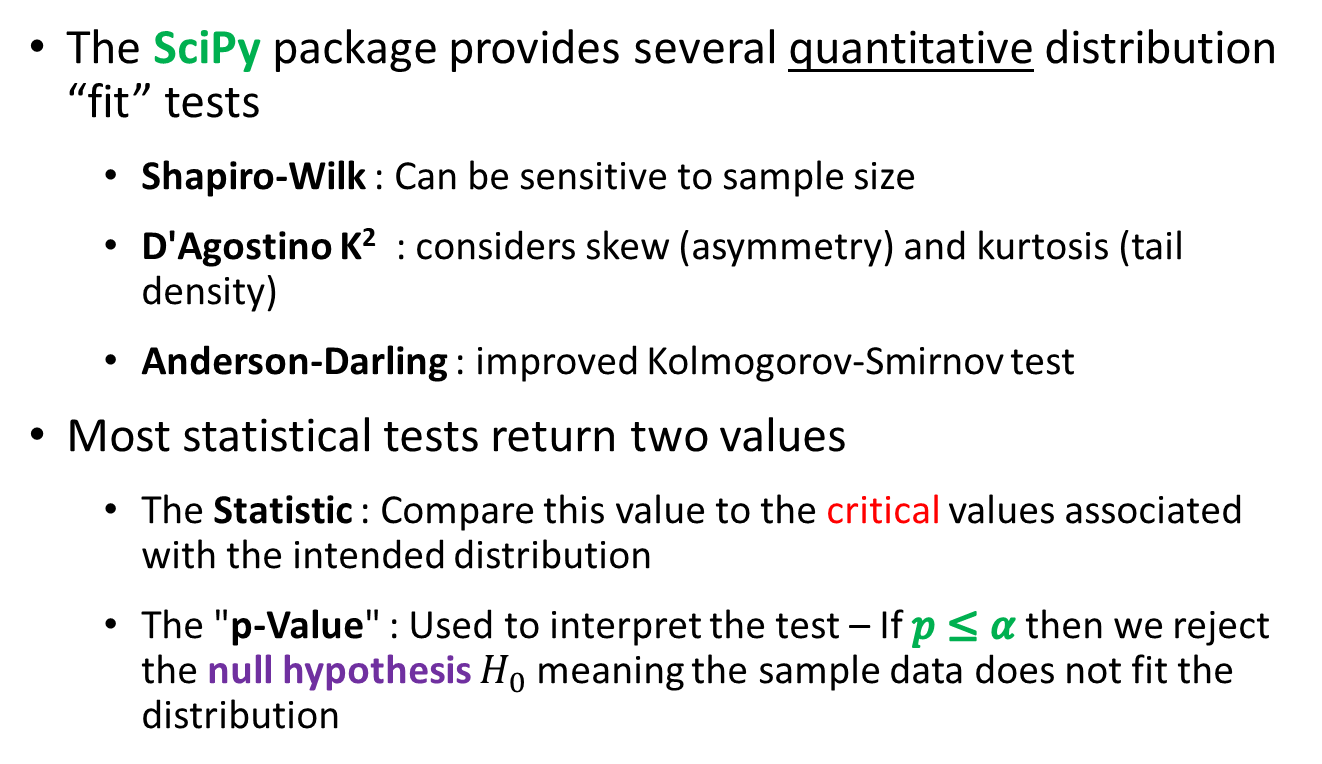 • The SciPy package provides several quantitative distribution
“fit” tests
• Shapiro-Wilk : Can be sensitive to sample size
• D'Agostino K² : considers skew (asymmetry) and kurtosis (tail
density)
• Anderson-Darling : improved Kolmogorov-Smirnov test
• Most statistical tests return two values
• The Statistic : Compare this value to the critical values associated
with the intended distribution
• The "p-Value" : Used to interpret the test – If p ≤ α then we reject
the null hypothesis H₀ meaning the sample data does not fit the
distribution